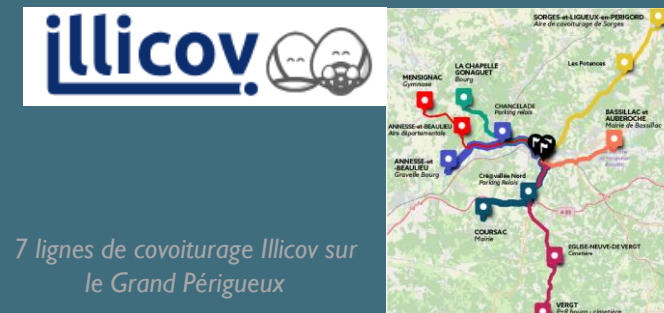 illicov
7 lignes de covoiturage Illicov sur
le Grand Périgueux
SORGES-et-LIGUEUX-en-PERIGORD
Aire de covoiturage de Sorges
Les Potences
LA CHAPELLE
GONAGUET
Bourg
MENSIGNAC
Gymnase
CHANCELADE
Parking relais
BASSILLAC et
AUBEROCHE
Mairie de Bassillac
ANNESSE-et-BEAULIEU
Aire départementale
ANNESSE-et
-BEAULIEU
Gravelle Bourg
Créavallée Nord
Parking Relais
COURSAC
Mairie
EGLISE-NEUVE-DE VERGT
Cimetière
VERGT
P+R bourg - cimetière